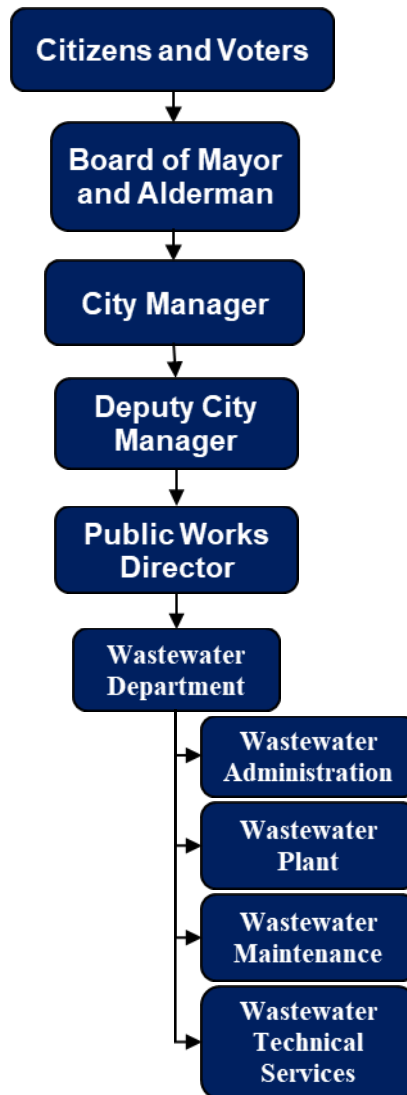 Citizens and Voters
Board of Mayor
and Alderman
City Manager
Deputy City
Manager
Public Works
Director
Wastewater
Department
Wastewater
Administration
Wastewater
Plant
Wastewater
Maintenance
Wastewater
Technical
Services